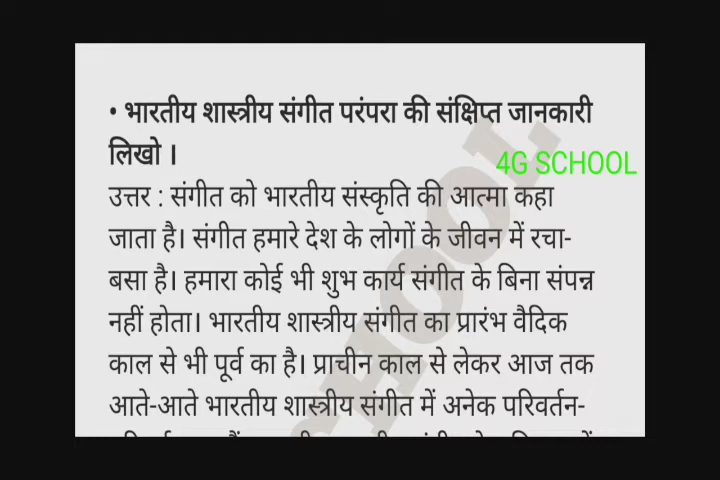 • भारतीय शास्त्रीय संगीत परंपरा की संक्षिप्त जानकारी
लिखो ।
4G SCHOOL
उत्तर : संगीत को भारतीय संस्कृति की आत्मा कहा
जाता है। संगीत हमारे देश के लोगों के जीवन में रचा-
बसा है। हमारा कोई भी शुभ कार्य संगीत के बिना संपन्न
नहीं होता। भारतीय शास्त्रीय संगीत का प्रारंभ वैदिक
काल से भी पूर्व का है। प्राचीन काल से लेकर आज तक
आते-आते भारतीय शास्त्रीय संगीत में अनेक परिवर्तन-